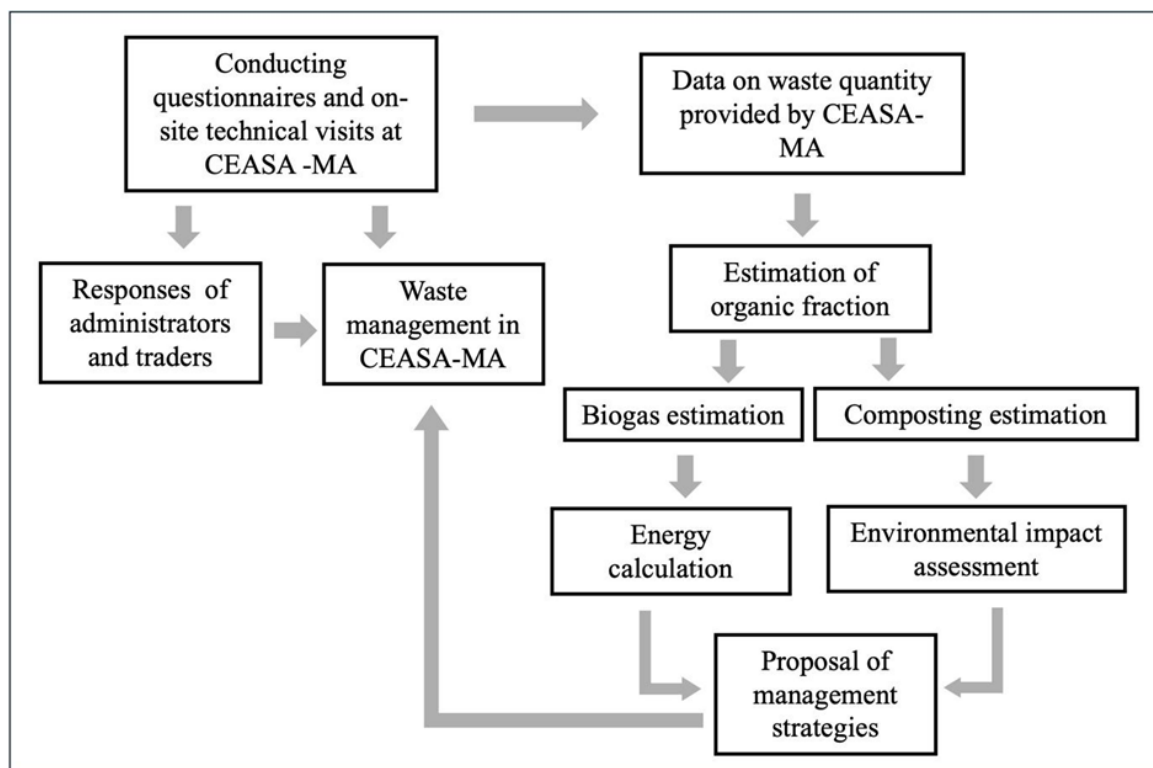 Conducting
questionnaires and on-
site technical visits at
CEASA -MA
Data on waste quantity
provided by CEASA-
MA
Responses of
administrators
and traders
Waste
management in
CEASA-MA
Estimation of
organic fraction
Biogas estimation
Composting estimation
Energy
calculation
Environmental impact
assessment
Proposal of
management
strategies